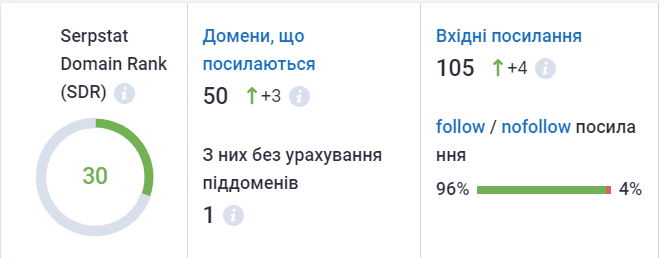 Serpstat
Domain Rank
(SDR)
30
Домени, що
посилаються
50 +3
З них без урахування
піддоменів
1
Вхідні посилання
105 +4
follow / nofollow посила
ння
96% 4%